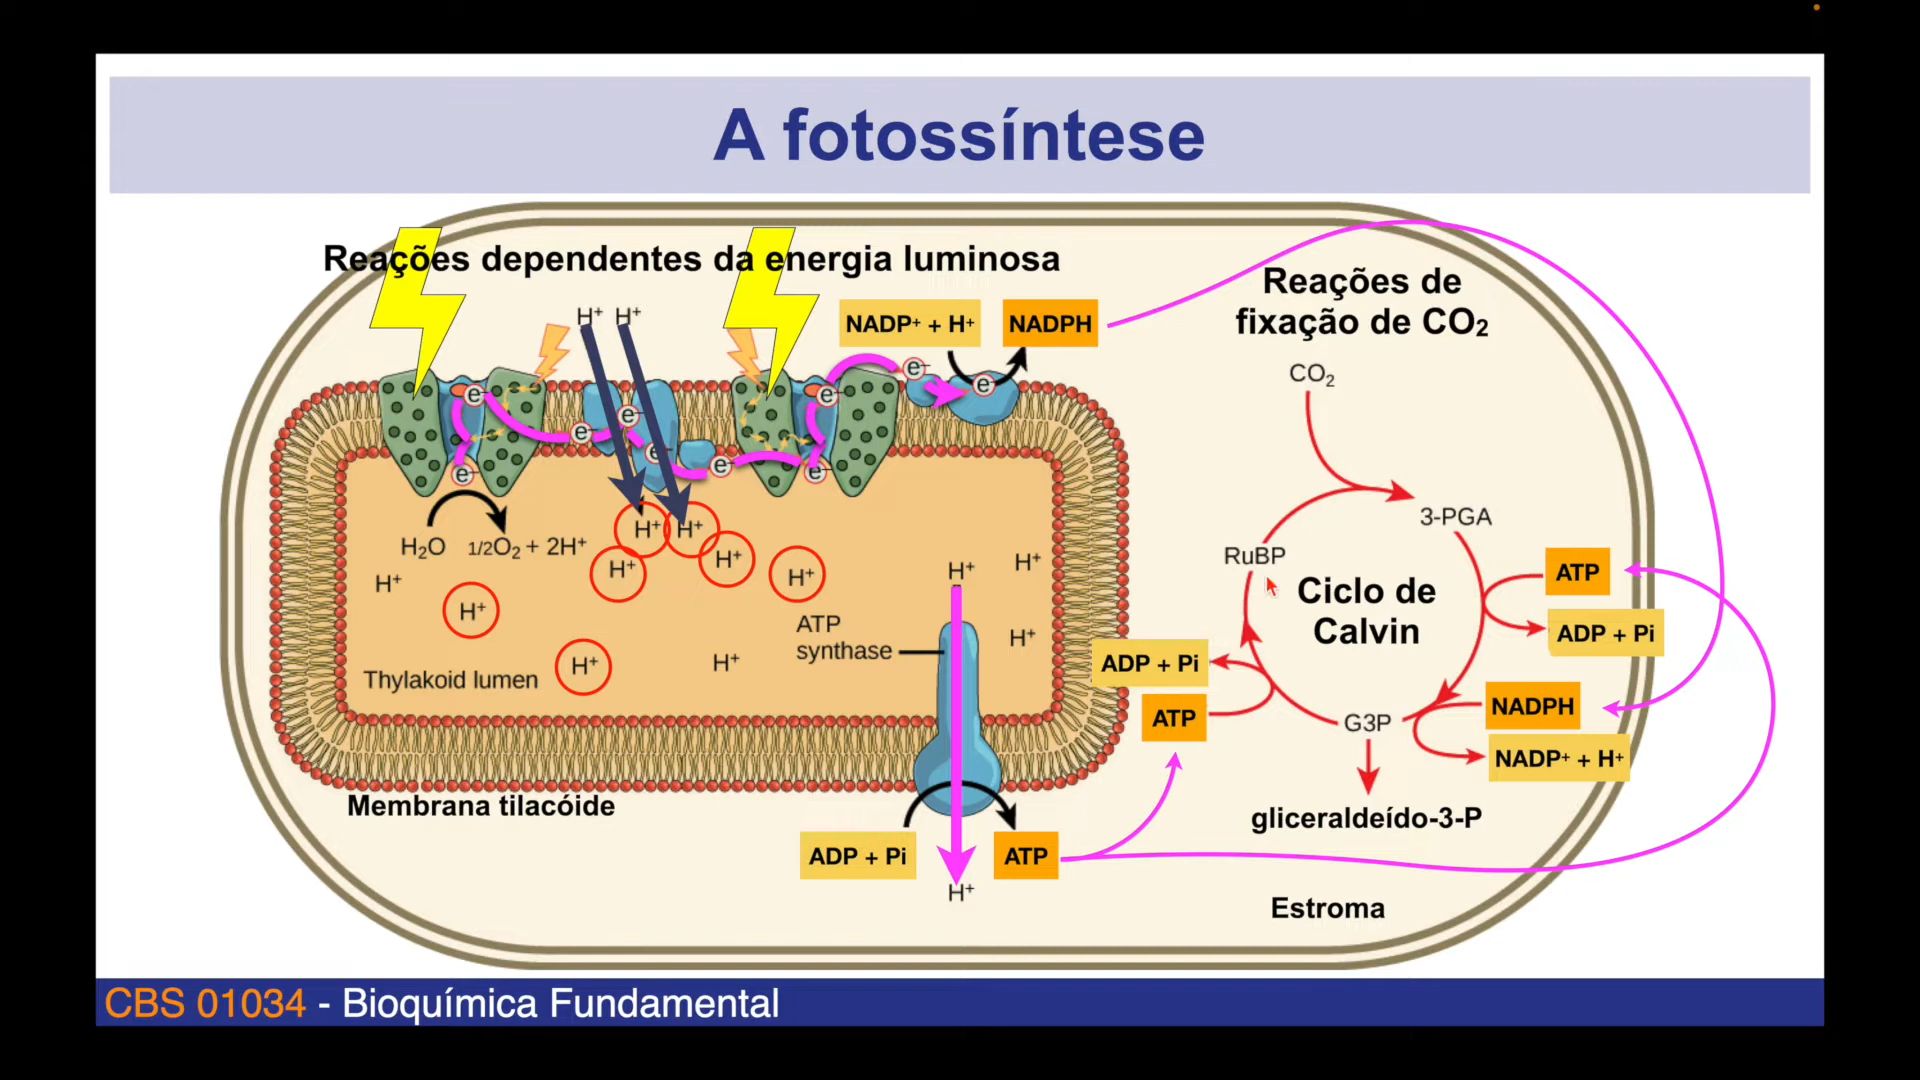 A fotossíntese
Reações dependentes da energia luminosa
Reações de
fixação de CO₂
H⁺ H⁺
NADP⁺ + H⁺
NADPH
CO₂
e⁻
e⁻
e⁻
e⁻
e⁻
e⁻
e⁻
e⁻
e⁻
e⁻
H₂O
1/2O₂ + 2H⁺
H⁺
H⁺
H⁺
H⁺
H⁺
H⁺
H⁺
H⁺
H⁺
H⁺
H⁺
H⁺
H⁺
3-PGA
RuBP
Ciclo de
Calvin
ATP
ADP + Pi
ATP
synthase
Thylakoid lumen
ADP + Pi
ATP
G3P
NADPH
NADP⁺ + H⁺
Membrana tilacóide
gliceraldeído-3-P
ADP + Pi
ATP
H⁺
Estroma
CBS 01034 - Bioquímica Fundamental